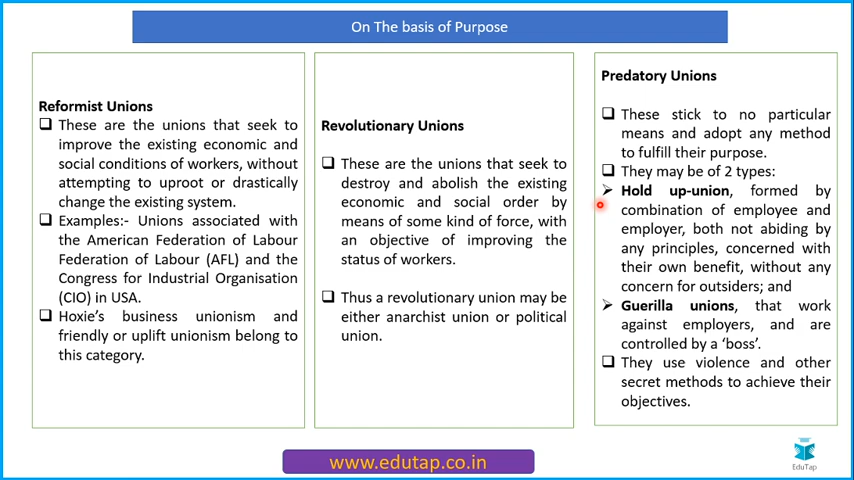 On The basis of Purpose
Reformist Unions
❑ These are the unions that seek to
improve the existing economic and
social conditions of workers, without
attempting to uproot or drastically
change the existing system.
❑ Examples:- Unions associated with
the American Federation of Labour
Federation of Labour (AFL) and the
Congress for Industrial Organisation
(CIO) in USA.
❑ Hoxie's business unionism and
friendly or uplift unionism belong to
this category.
Revolutionary Unions
❑ These are the unions that seek to
destroy and abolish the existing
economic and social order by
means of some kind of force, with
an objective of improving the
status of workers.
❑ Thus a revolutionary union may be
either anarchist union or political
union.
Predatory Unions
❑ These stick to no particular
means and adopt any method
to fulfill their purpose.
❑ They may be of 2 types:
➢ Hold up-union, formed by
combination of employee and
employer, both not abiding by
any principles, concerned with
their own benefit, without any
concern for outsiders; and
➢ Guerilla unions, that work
against employers, and are
controlled by a 'boss'.
❑ They use violence and other
secret methods to achieve their
objectives.
www.edutap.co.in
EduTap